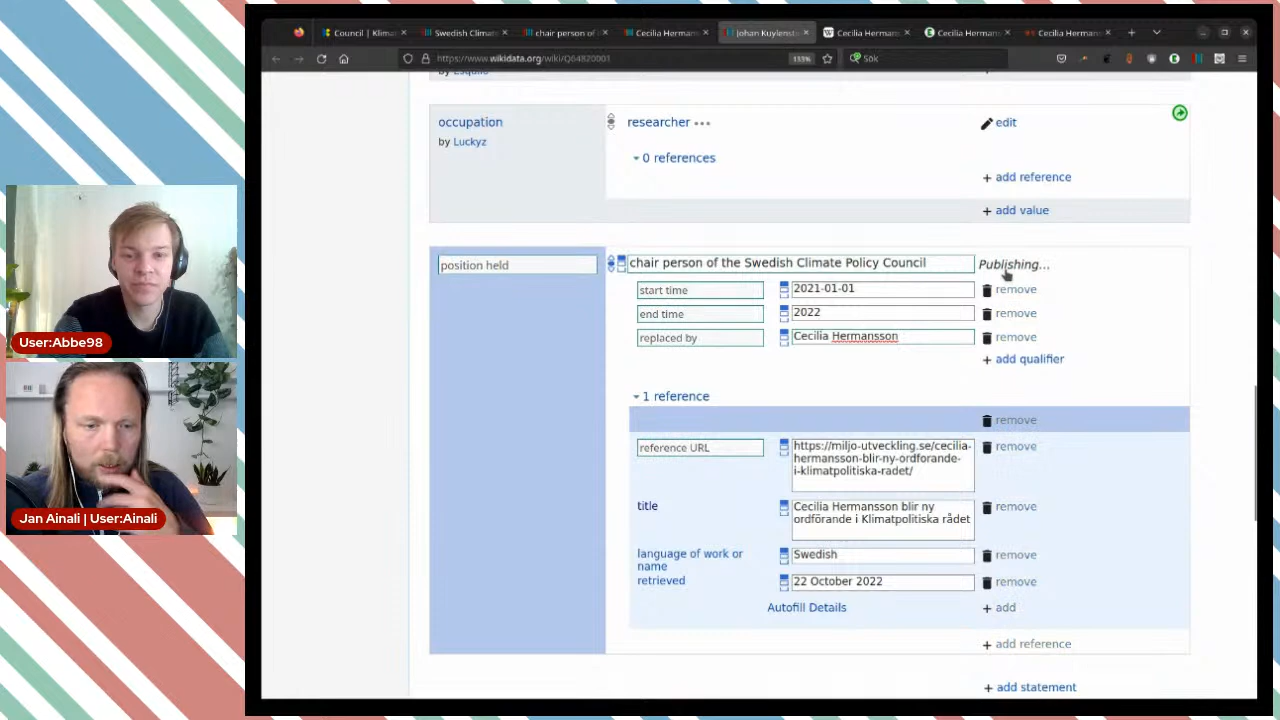 Council | Klima
Swedish Clima
chair person of
Cecilia Herman
Johan Kuylenst
Cecilia Herman
Cecilia Herman
Cecilia Herman
https://www.wikidata.org/wiki/Q64820001
133%
Sök
by Esquilo
occupation
by Luckyz
researcher
edit
0 references
+ add reference
+ add value
position held
chair person of the Swedish Climate Policy Council
Publishing...
start time
2021-01-01
remove
end time
2022
remove
replaced by
Cecilia Hermansson
remove
+ add qualifier
1 reference
remove
reference URL
https://miljo-utveckling.se/cecilia-
hermansson-blir-ny-ordforande-
i-klimatpolitiska-radet/
remove
title
Cecilia Hermansson blir ny
ordförande i Klimatpolitiska rådet
remove
language of work or
name
Swedish
remove
retrieved
22 October 2022
remove
Autofill Details
+ add
+ add reference
+ add statement
User:Abbe98
Jan Ainali | User:Ainali